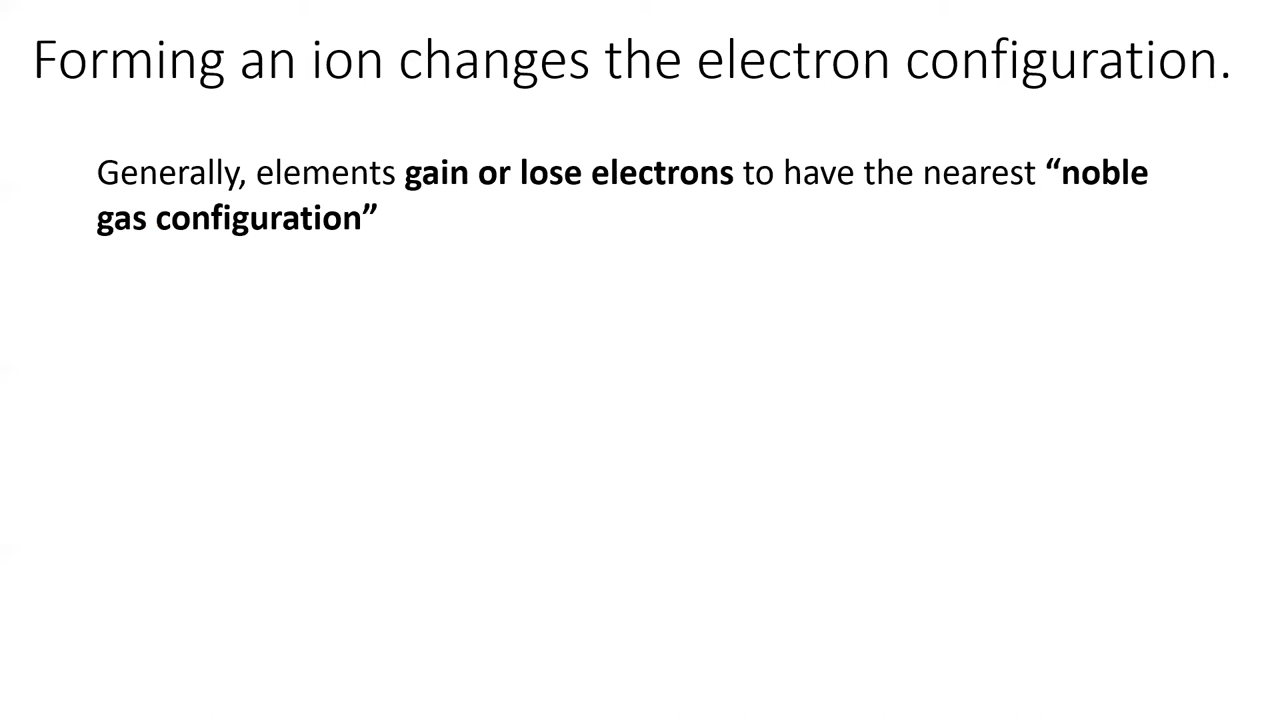 Forming an ion changes the electron configuration.
Generally, elements gain or lose electrons to have the nearest “noble
gas configuration”